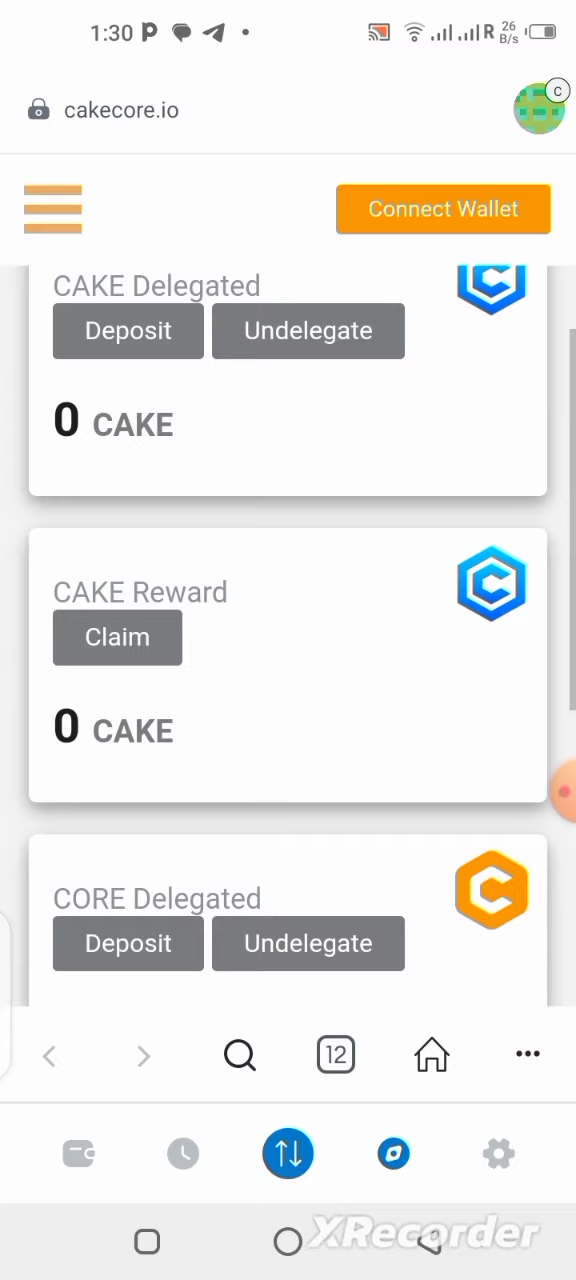 1:30
R 26 B/s
cakecore.io
C
Connect Wallet
CAKE Delegated
Deposit Undelegate
0 CAKE
CAKE Reward
Claim
0 CAKE
CORE Delegated
Deposit Undelegate
12
XRecorder